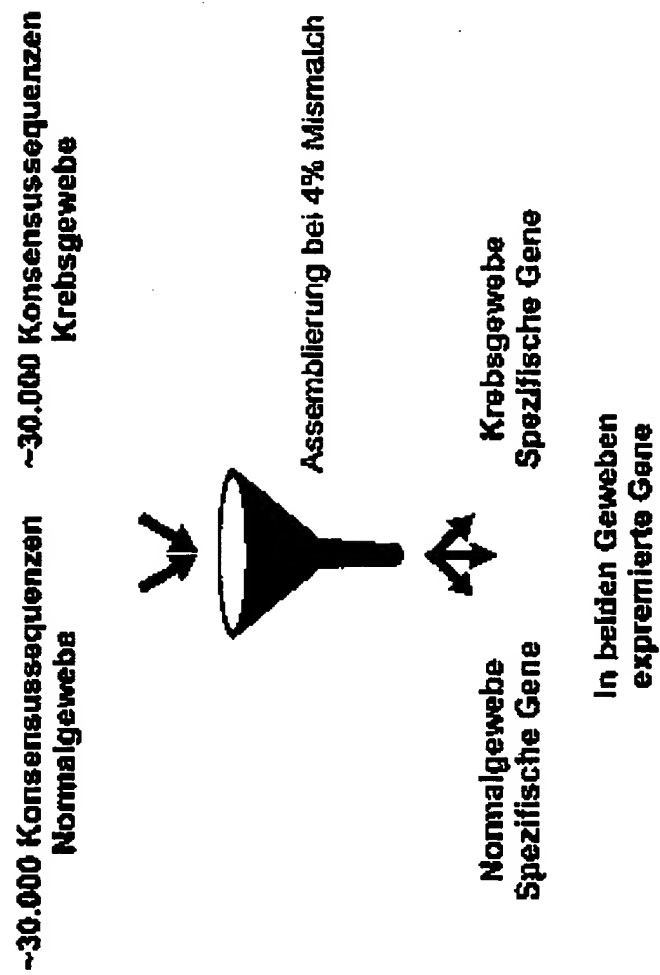 ~30.000 Konsensussequenzen
Normalgewebe
~30.000 Konsensussequenzen
Krebsgewebe
Assemblierung bei 4% Mismatch
Normalgewebe
Spezifische Gene
Krebsgewebe
Spezifische Gene
In beiden Geweben
expremierte Gene